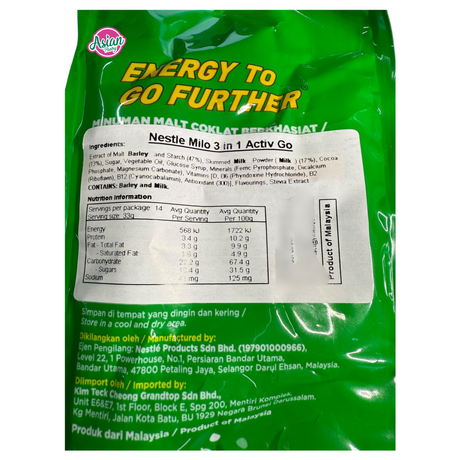 Asian
ENERGY TO
GO FURTHER
MINUMAN MALT COKLAT BERKHASIAT /
Nestle Milo 3 in 1 Activ Go
Ingredients:
Extract of Malt Barley and Starch (47%), Skimmed Milk Powder (Milk) (17%), Cocoa
Sugar, Vegetable Oil, Glucose Syrup, Minerals (Ferric Pyrophosphate, Dicalcium
Phosphate, Magnesium Carbonate), Vitamins (D, B6 (Pyridoxine Hydrochloride), B2
(Riboflavin), B12 (Cyanocobalamin), Antioxidant (300)), Flavourings, Stevia Extract
CONTAINS: Barley and Milk.
Nutrition Information
Servings per package: 14 Avg Quantity Avg Quantity
Serving size: 33g Per Serving Per 100g
Energy 568 kJ 1722 kJ
Protein 3.4 g 10.2 g
Fat - Total Fat 3.3 g 9.9 g
- Saturated Fat 4.9 g
Carbohydrate 22.2 g 67.4 g
Sugars 31.5 g
Sodium mg 125 mg
Product of Malaysia
Simpan di tempat yang dingin dan kering /
Store in a cool and dry area.
Dikilangkan oleh / Manufactured by:
Ejen Pengilang: Nestlé Products Sdn Bhd. (197901000966),
Level 22, 1 Powerhouse, No.1, Persiaran Bandar Utama,
Bandar Utama, 47800 Petaling Jaya, Selangor Darul Ehsan, Malaysia.
Diimport oleh / Imported by:
Kim Teck Cheong Grandtop Sdn Bhd.,
Unit E6&E7, 1st Floor, Block E, Spg 200, Mentiri Complex,
Kg Mentiri, Jalan Kota Batu, BU 1929 Negara Brunei Darussalam.
Produk dari Malaysia / Product of Malaysia